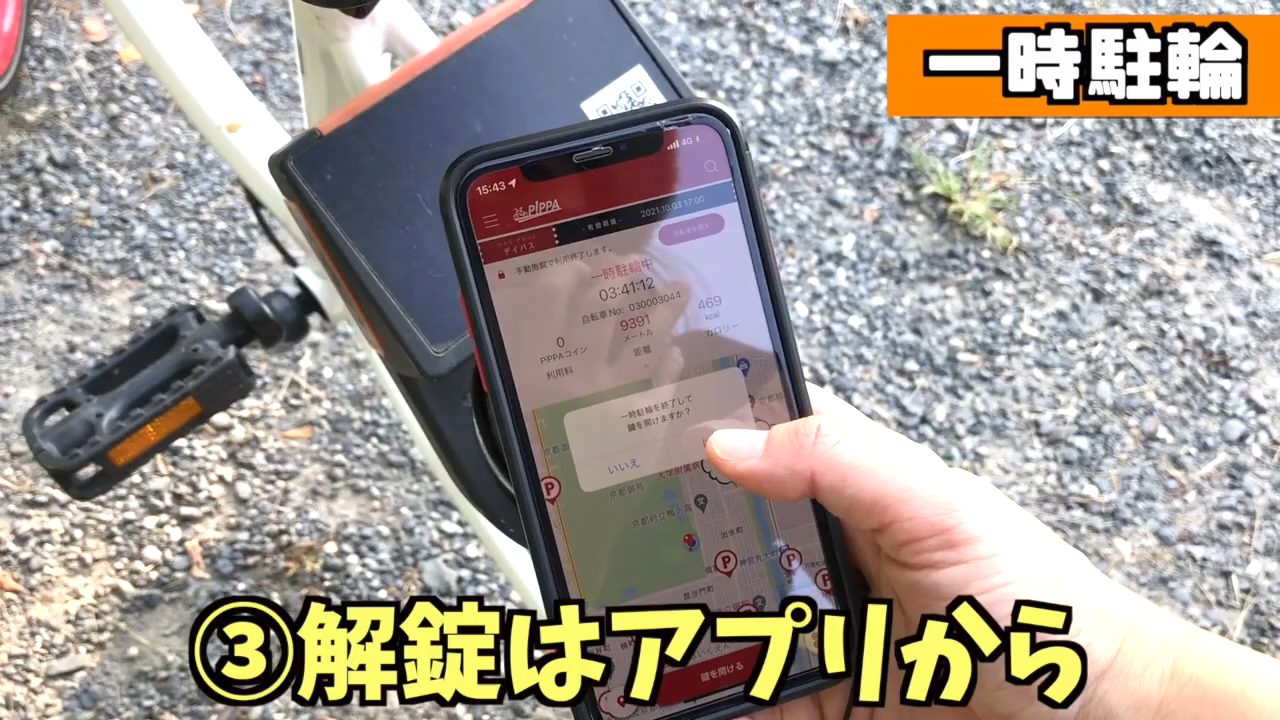 一時駐輪
15:43
4G
PiPPA
デイパス
2021.10.03 17:00
手動施錠で利用終了します。
一時駐輪中
03:41:12
自転車No: 030003044
0
9391
469
PiPPAコイン
メートル
kcal
利用料
距離
カロリー
一時駐輪を終了して
鍵を開けますか?
いいえ
京都御苑
京都府立鴨沂高
出水町
鍵を開ける
③解錠はアプリから